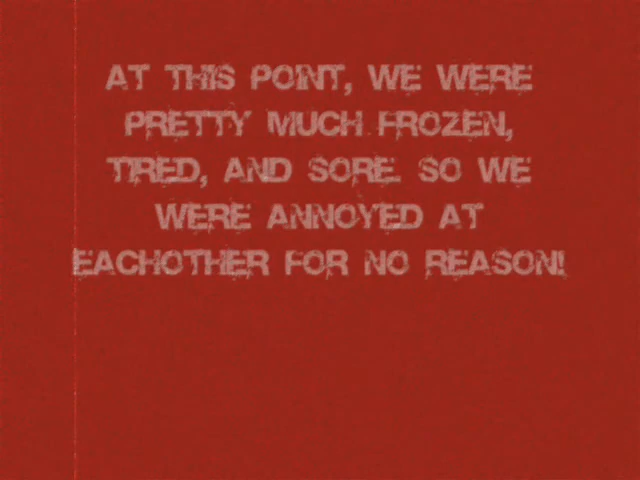 AT THIS POINT, WE WERE
PRETTY MUCH FROZEN,
TIRED, AND SORE. SO WE
WERE ANNOYED AT
EACHOTHER FOR NO REASON!